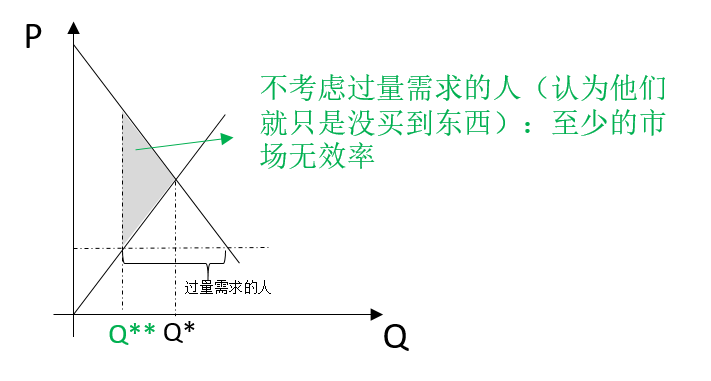 P
不考虑过量需求的人（认为他们
就只是没买到东西）：至少的市
场无效率
过量需求的人
Q** Q*
Q